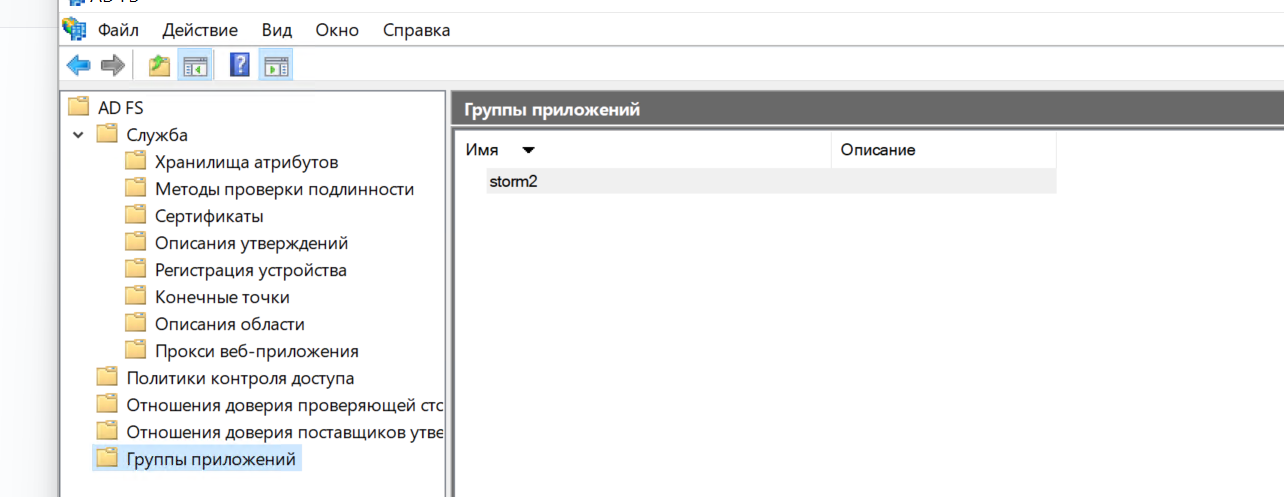 AD FS
Файл Действие Вид Окно Справка
AD FS
Служба
Хранилища атрибутов
Методы проверки подлинности
Сертификаты
Описания утверждений
Регистрация устройства
Конечные точки
Описания области
Прокси веб-приложения
Политики контроля доступа
Отношения доверия проверяющей сто
Отношения доверия поставщиков утве
Группы приложений
Группы приложений
Имя Описание
storm2